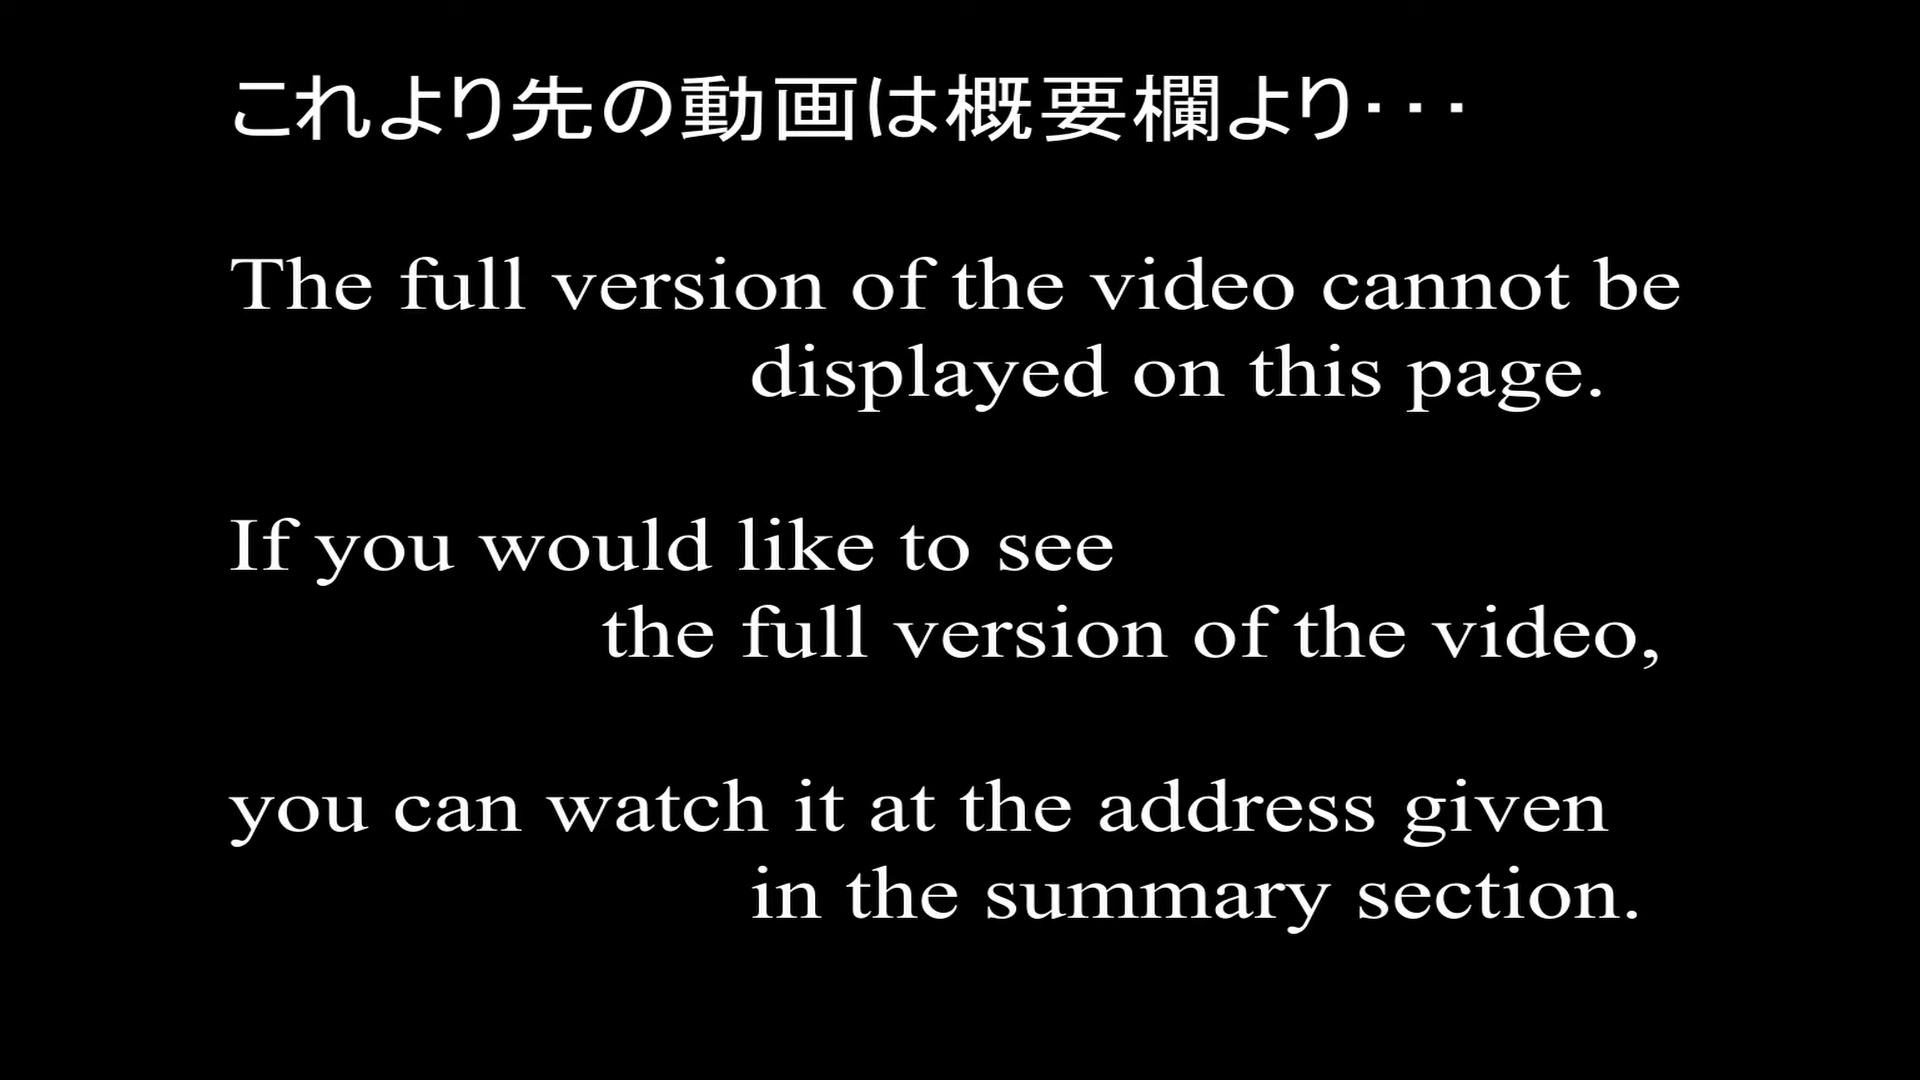 これより先の動画は概要欄より・・・
The full version of the video cannot be
displayed on this page.
If you would like to see
the full version of the video,
you can watch it at the address given
in the summary section.